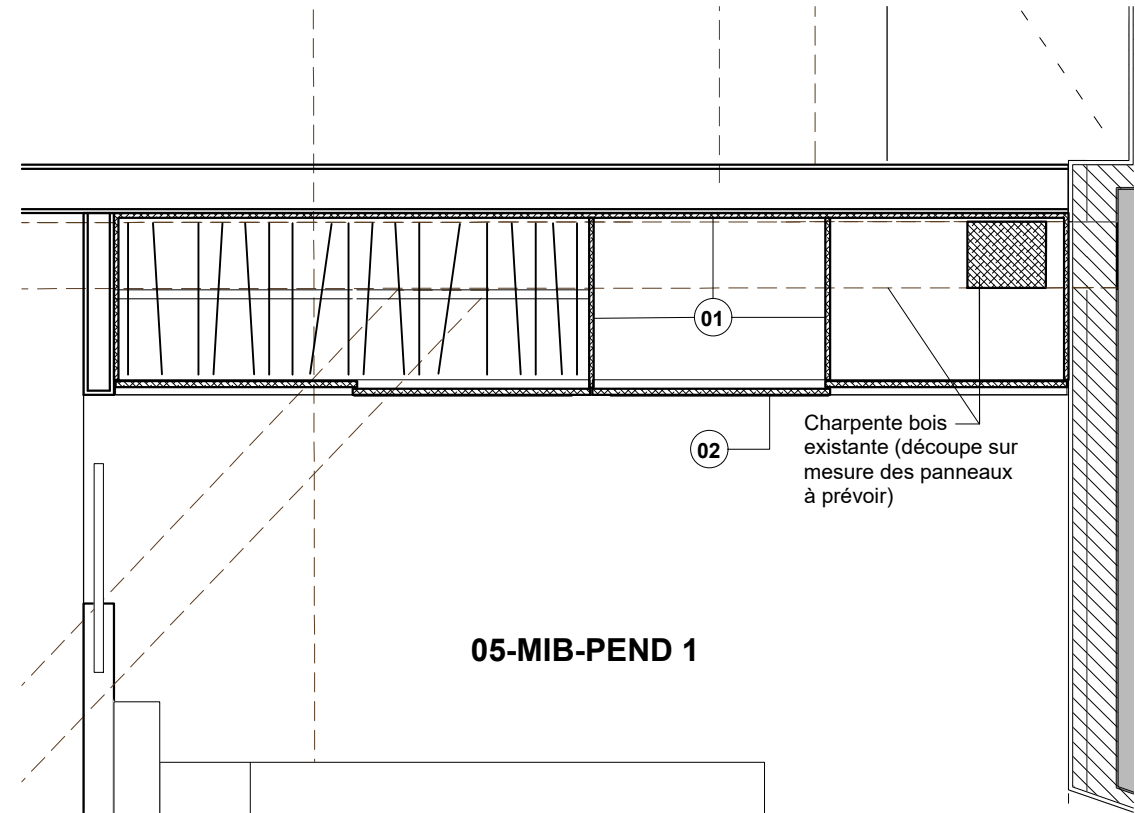 01
02
Charpente bois
existante (découpe sur
mesure des panneaux
à prévoir)
05-MIB-PEND 1